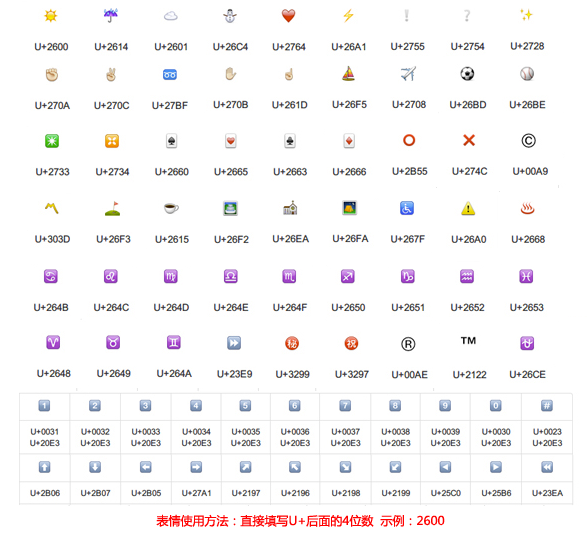 U+2600 U+2614 U+2601 U+26C4 U+2764 U+26A1 U+2755 U+2754 U+2728
U+270A U+270C U+27BF U+270B U+261D U+26F5 U+2708 U+26BD U+26BE
U+2733 U+2734 U+2660 U+2665 U+2663 U+2666 U+2B55 U+274C U+00A9
U+303D U+26F3 U+2615 U+26F2 U+26EA U+26FA U+267F U+26A0 U+2668
U+264B U+264C U+264D U+264E U+264F U+2650 U+2651 U+2652 U+2653
U+2648 U+2649 U+264A U+23E9 U+3299 U+3297 U+00AE U+2122 U+26CE
1 2 3 4 5 6 7 8 9 0 #
U+0031 U+0032 U+0033 U+0034 U+0035 U+0036 U+0037 U+0038 U+0039 U+0030 U+0023
U+20E3 U+20E3 U+20E3 U+20E3 U+20E3 U+20E3 U+20E3 U+20E3 U+20E3 U+20E3 U+20E3
U+2B06 U+2B07 U+2B05 U+27A1 U+2197 U+2196 U+2198 U+2199 U+25C0 U+25B6 U+23EA
表情使用方法：直接填写U+后面的4位数 示例：2600